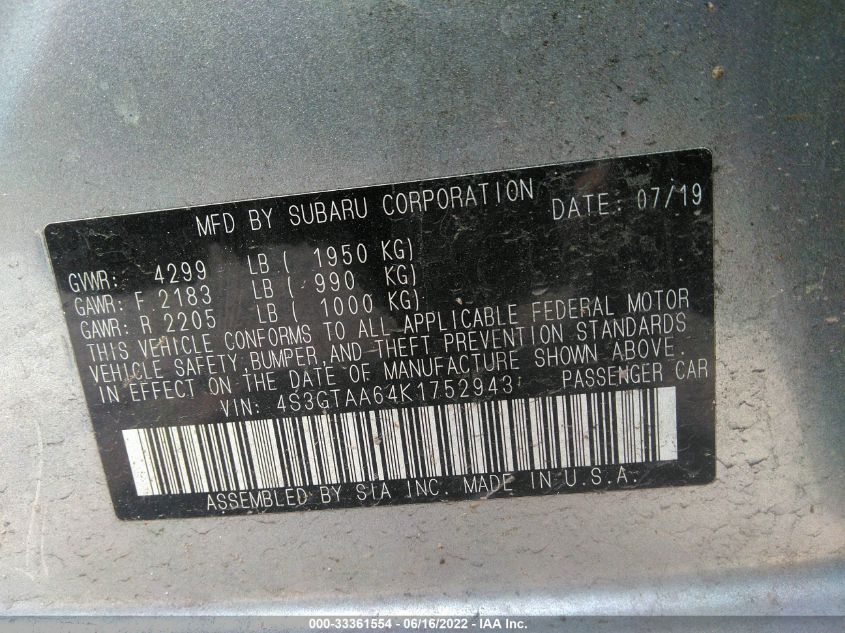 MFD BY SUBARU CORPORATION DATE: 07/19
GVWR: 4299 LB ( 1950 KG)
GAWR: F 2183 LB ( 990 KG)
GAWR: R 2205 LB ( 1000 KG)
THIS VEHICLE CONFORMS TO ALL APPLICABLE FEDERAL MOTOR
VEHICLE SAFETY, BUMPER, AND THEFT PREVENTION STANDARDS
IN EFFECT ON THE DATE OF MANUFACTURE SHOWN ABOVE.
VIN: 4S3GTAA64K1752943 PASSENGER CAR
ASSEMBLED BY SIA INC. MADE IN U.S.A.
000-33361554 - 06/16/2022 - IAA Inc.